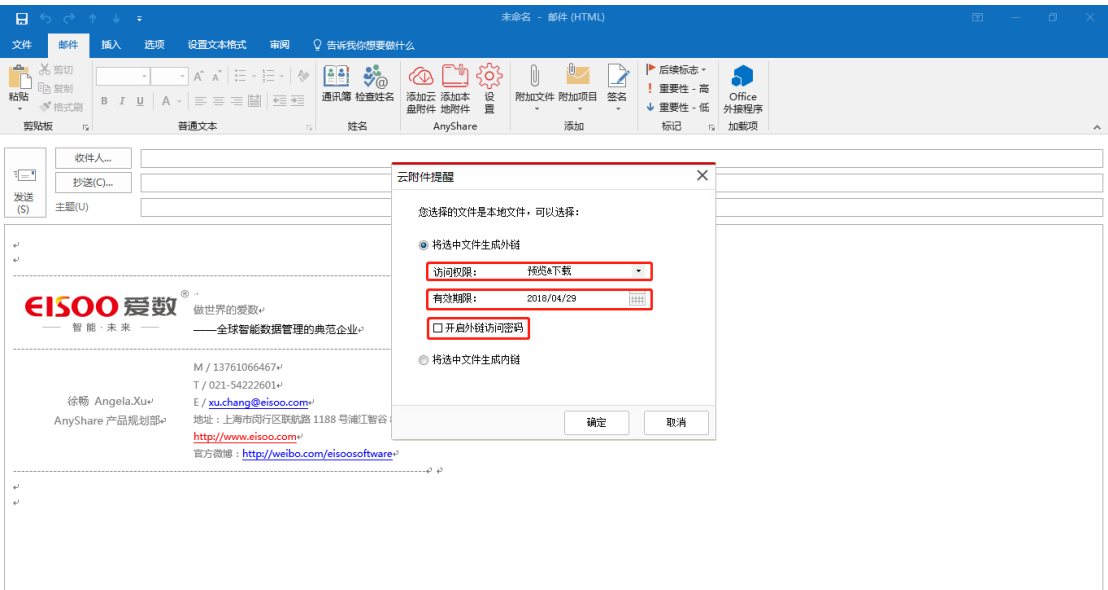 未命名 - 邮件 (HTML)
文件 邮件 插入 选项 设置文本格式 审阅 告诉我你想要做什么
粘贴 剪切 复制 格式刷
剪贴板
B I U A
普通文本
通讯簿 检查姓名
姓名
添加云盘附件 添加本地附件 设置
AnyShare
附加文件 附加项目 签名
添加
后续标志
重要性 - 高
重要性 - 低
标记
Office
外接程序
加载项
发送
(S)
收件人...
抄送(C)...
主题(U)
云附件提醒
您选择的文件是本地文件，可以选择：
将选中文件生成外链
访问权限： 预览&下载
有效期限： 2018/04/29
开启外链访问密码
将选中文件生成内链
确定 取消
EISOO 爱数®
智能·未来
做世界的爱数
——全球智能数据管理的典范企业
徐畅 Angela.Xu
AnyShare 产品规划部
M / 13761066467
T / 021-54222601
E / xu.chang@eisoo.com
地址：上海市闵行区联航路 1188 号浦江智谷
http://www.eisoo.com
官方微博：http://weibo.com/eisoosoftware